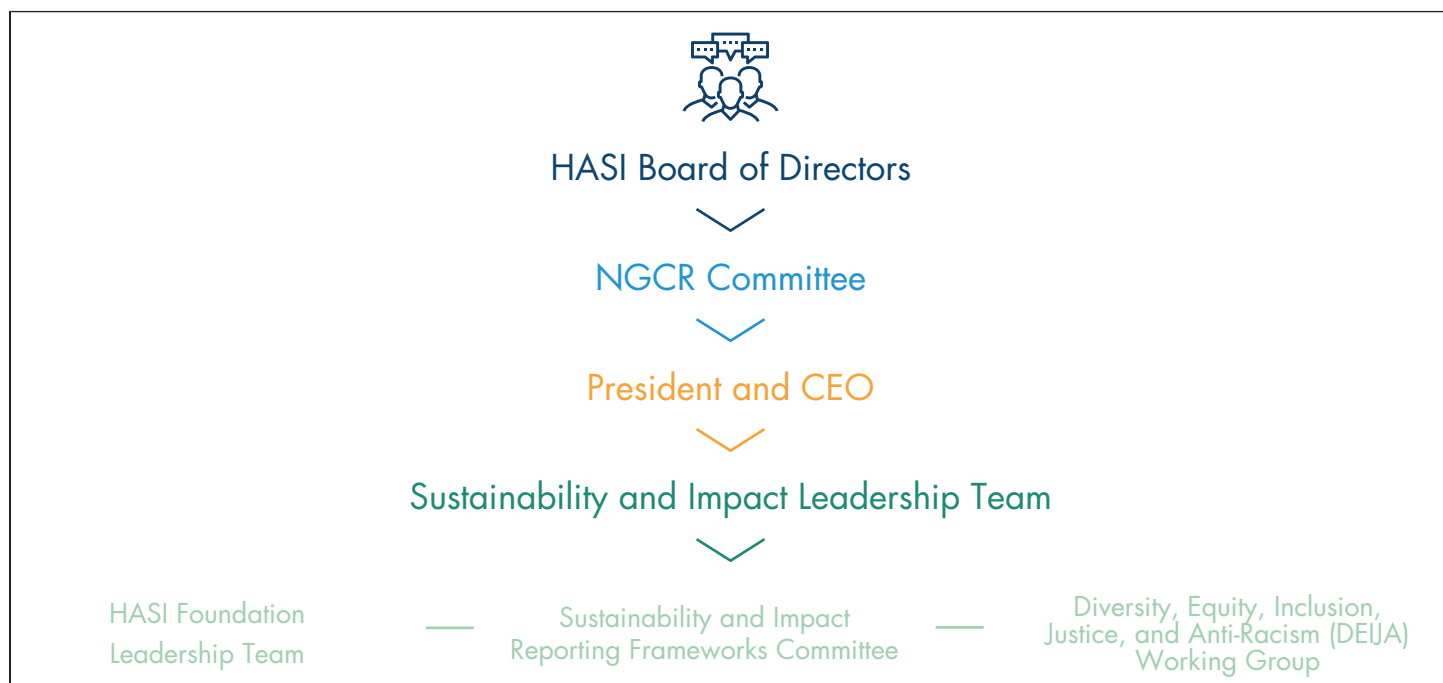 HASI Board of Directors
NGCR Committee
President and CEO
Sustainability and Impact Leadership Team
HASI Foundation
Leadership Team
Sustainability and Impact
Reporting Frameworks Committee
Diversity, Equity, Inclusion,
Justice, and Anti-Racism (DEIJA)
Working Group